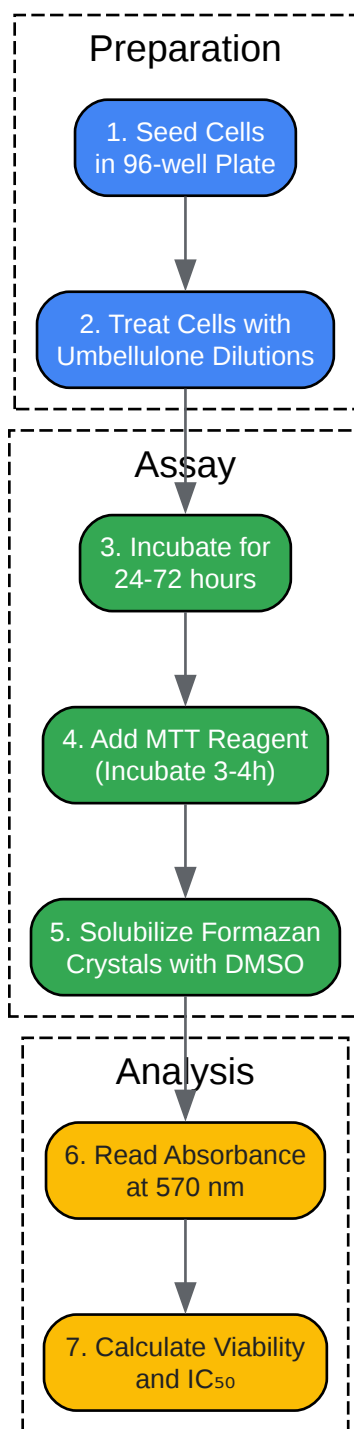 Preparation
1. Seed Cells
in 96-well Plate
2. Treat Cells with
Umbellulone Dilutions
Assay
3. Incubate for
24-72 hours
4. Add MTT Reagent
(Incubate 3-4h)
5. Solubilize Formazan
Crystals with DMSO
Analysis
6. Read Absorbance
at 570 nm
7. Calculate Viability
and IC₅₀